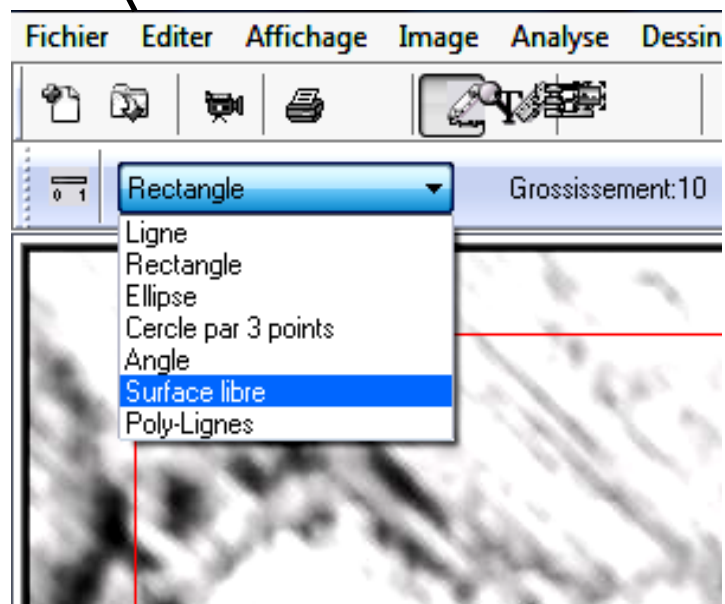 Fichier Editer Affichage Image Analyse Dessin
T
0 1
Rectangle Grossissement:10
Ligne
Rectangle
Ellipse
Cercle par 3 points
Angle
Surface libre
Poly-Lignes